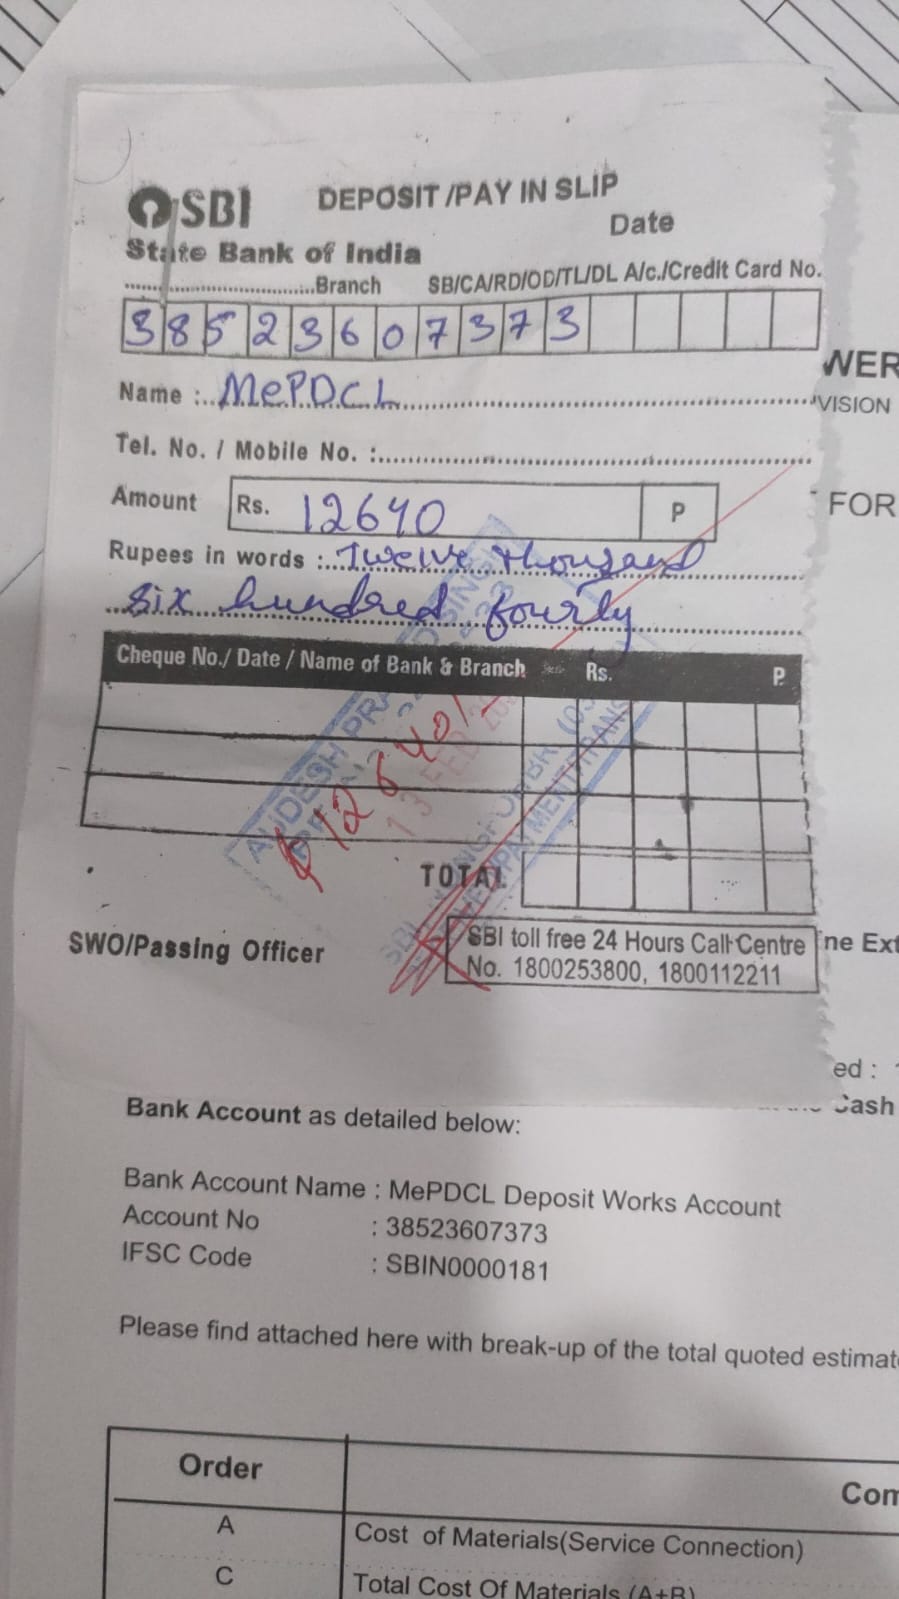 SBI DEPOSIT /PAY IN SLIP
Date
State Bank of India
Branch SB/CA/RD/OD/TL/DL A/c./Credit Card No.
38523607373
Name : MePDCL
Tel. No. / Mobile No. :
Amount Rs. 12640 P
Rupees in words : Twelve thousand
six hundred fourty
Cheque No./ Date / Name of Bank & Branch Rs. P.
12640/-
13 FEB
TOTAL
SWO/Passing Officer
SBI toll free 24 Hours Call Centre
No. 1800253800, 1800112211
WER
VISION
FOR
ne Ext
ed :
Cash
Bank Account as detailed below:
Bank Account Name : MePDCL Deposit Works Account
Account No : 38523607373
IFSC Code : SBIN0000181
Please find attached here with break-up of the total quoted estimat
Order Com
A Cost of Materials(Service Connection)
C Total Cost Of Materials (A+B)